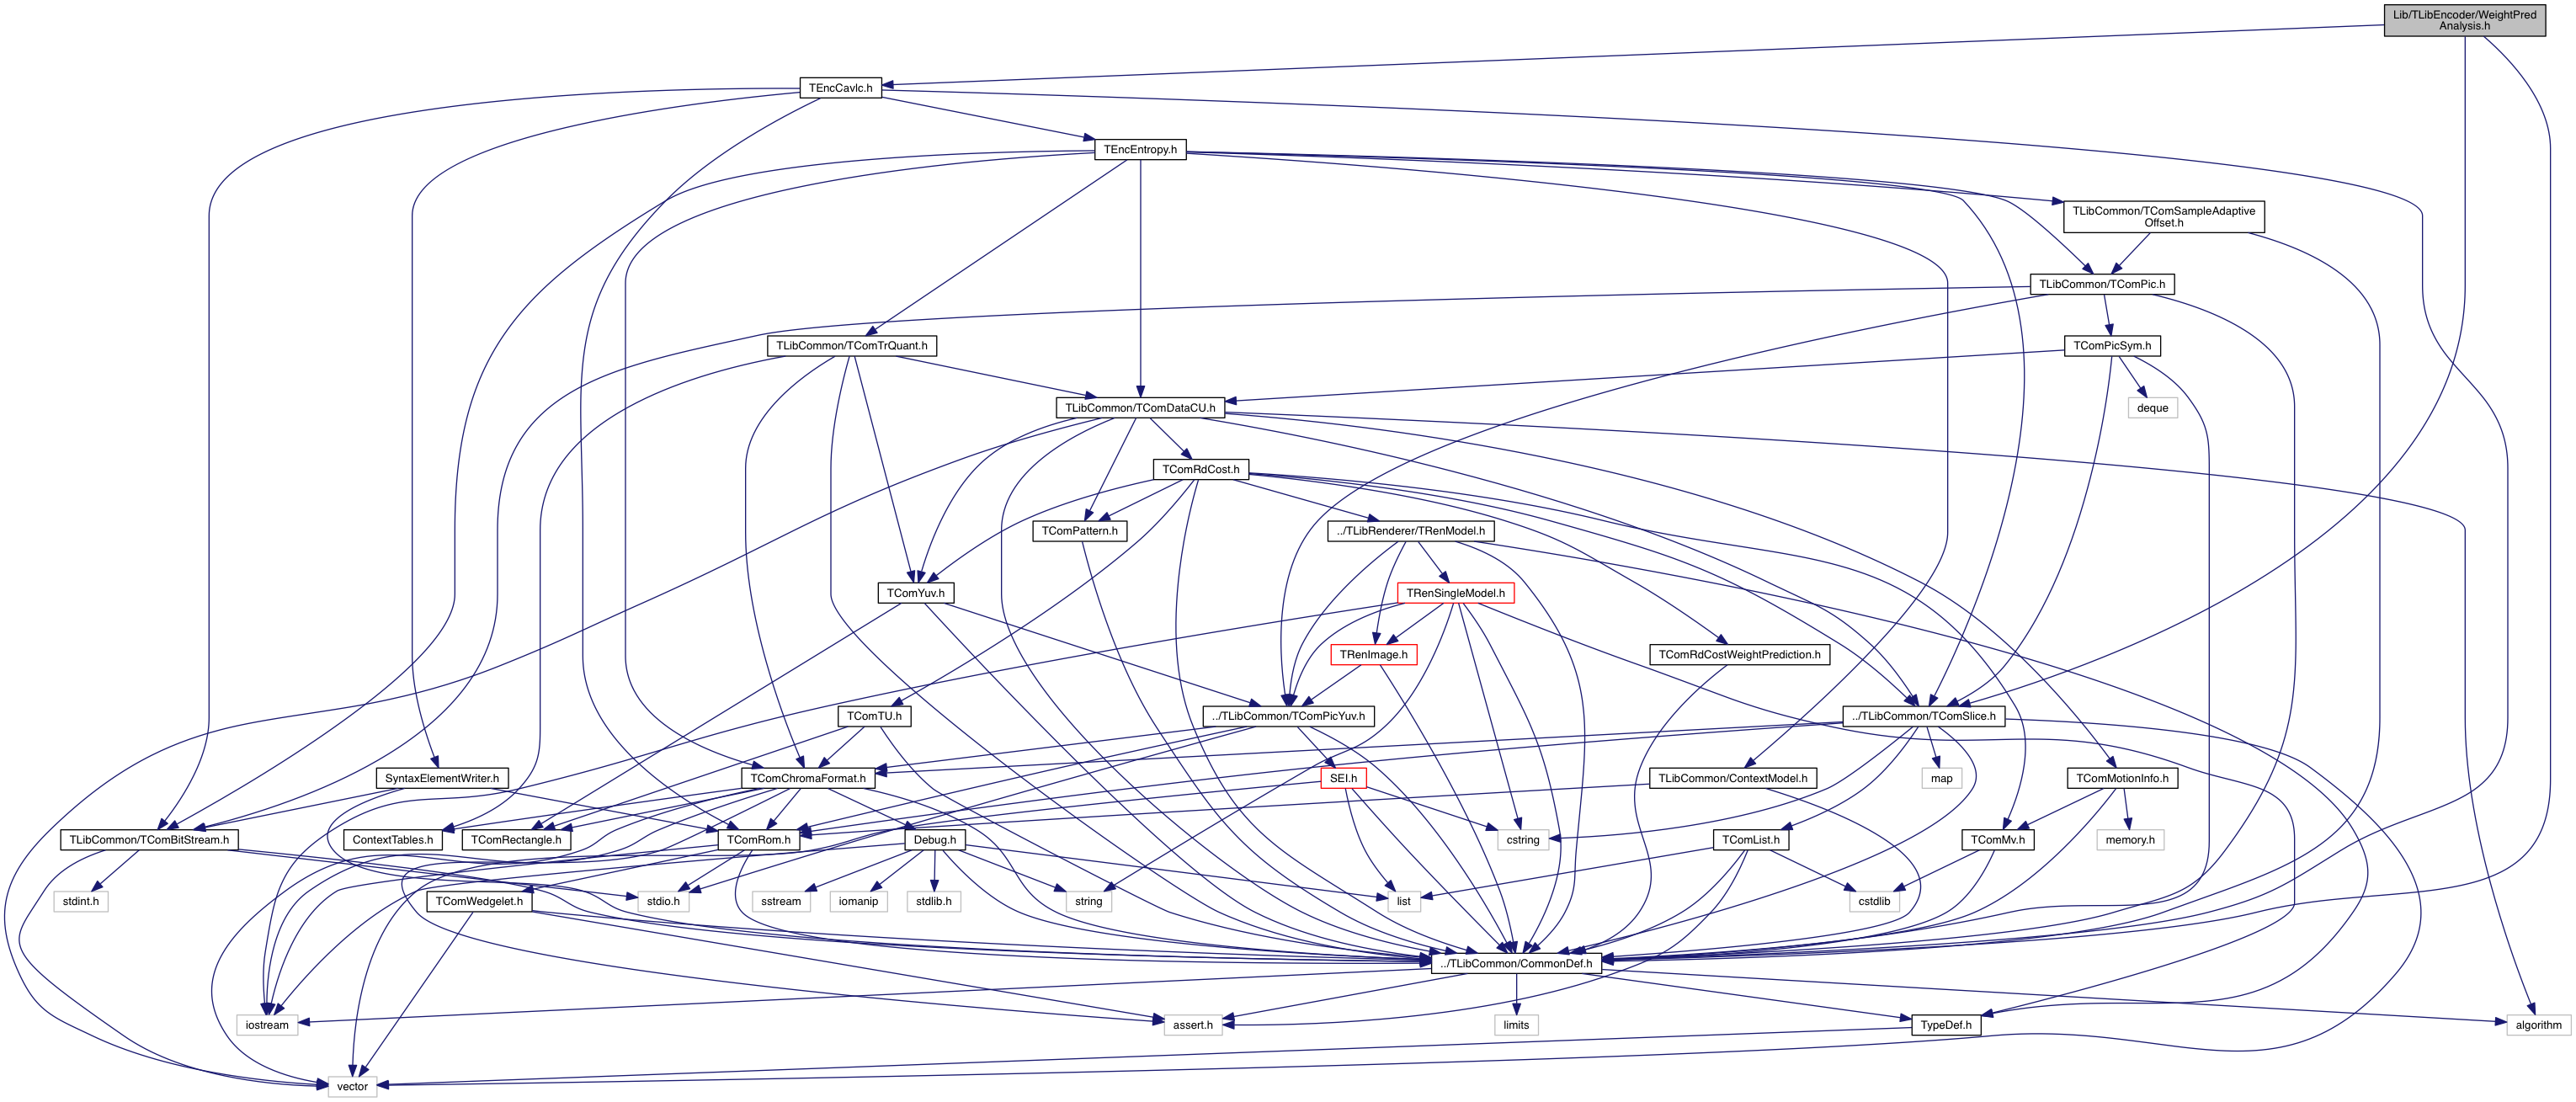 Lib/TLibEncoder/WeightPred
Analysis.h
TEncCavlc.h
TEncEntropy.h
TLibCommon/TComSampleAdaptive
Offset.h
TLibCommon/TComPic.h
TLibCommon/TComTrQuant.h
TComPicSym.h
TLibCommon/TComDataCU.h
deque
TComRdCost.h
TComPattern.h
../TLibRenderer/TRenModel.h
TComYuv.h
TRenSingleModel.h
TRenImage.h
TComRdCostWeightPrediction.h
TComTU.h
../TLibCommon/TComPicYuv.h
../TLibCommon/TComSlice.h
SyntaxElementWriter.h
TComChromaFormat.h
SEI.h
TLibCommon/ContextModel.h
map
TComMotionInfo.h
TLibCommon/TComBitStream.h
ContextTables.h
TComRectangle.h
TComRom.h
Debug.h
cstring
TComList.h
TComMv.h
memory.h
stdint.h
TComWedgelet.h
stdio.h
sstream
iomanip
stdlib.h
string
list
cstdlib
../TLibCommon/CommonDef.h
iostream
assert.h
limits
TypeDef.h
algorithm
vector